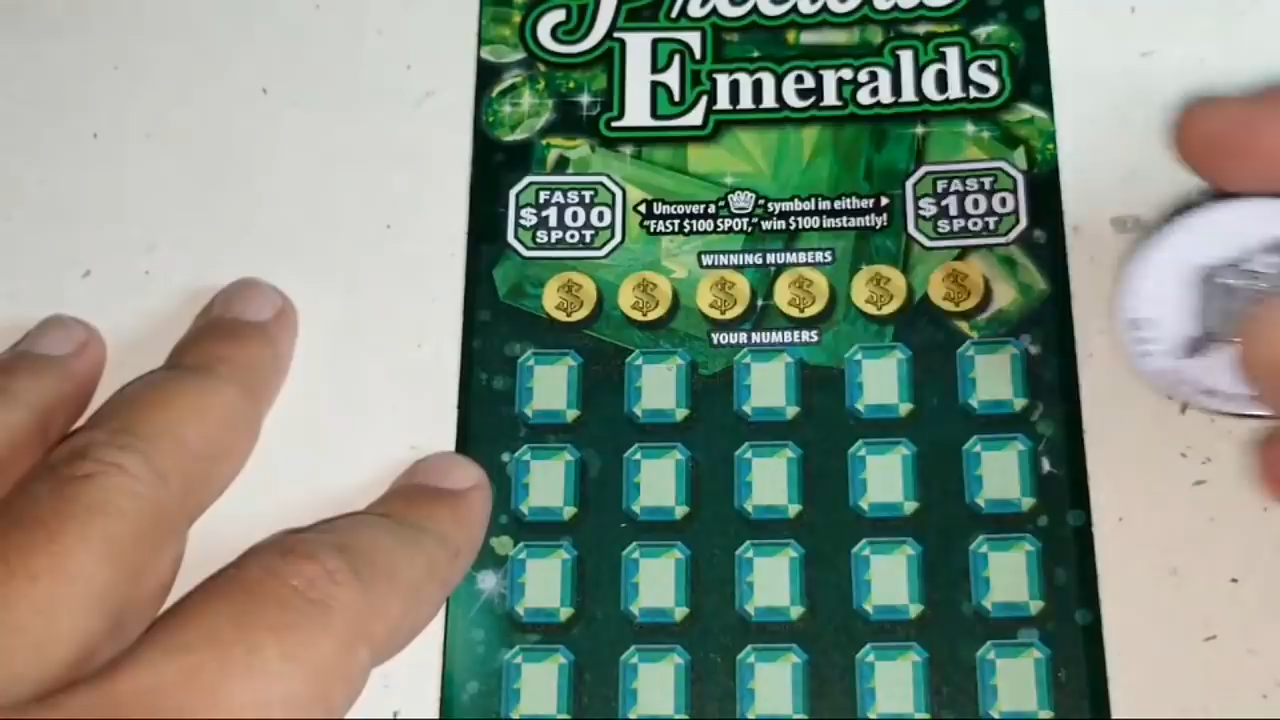 Precious
Emeralds
FAST
$100
SPOT
Uncover a " " symbol in either
"FAST $100 SPOT," win $100 instantly!
FAST
$100
SPOT
WINNING NUMBERS
$ $ $ $ $ $
YOUR NUMBERS